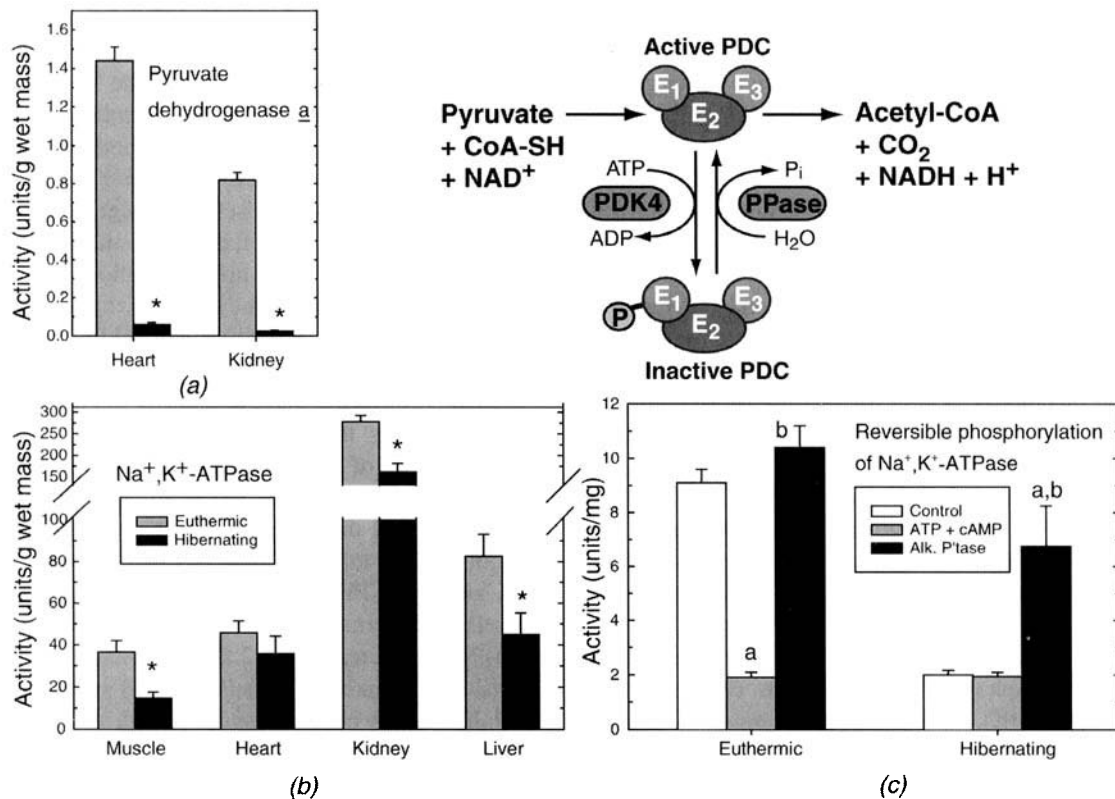 1.6
1.4
1.2
1.0
0.8
0.6
0.4
0.2
0.0
Activity (units/g wet mass)
Pyruvate
dehydrogenase a
*
*
Heart
Kidney
(a)
Active PDC
E1
E3
E2
Pyruvate
+ CoA-SH
+ NAD+
Acetyl-CoA
+ CO2
+ NADH + H+
ATP
PDK4
ADP
Pi
PPase
H2O
P
E1
E3
E2
Inactive PDC
300
250
200
175
150
100
80
60
40
20
0
Activity (units/g wet mass)
Na+,K+-ATPase
Euthermic
Hibernating
*
*
*
Muscle
Heart
Kidney
Liver
(b)
12
10
8
6
4
2
0
Activity (units/mg)
Reversible phosphorylation
of Na+,K+-ATPase
Control
ATP + cAMP
Alk. P'tase
a
b
a,b
Euthermic
Hibernating
(c)